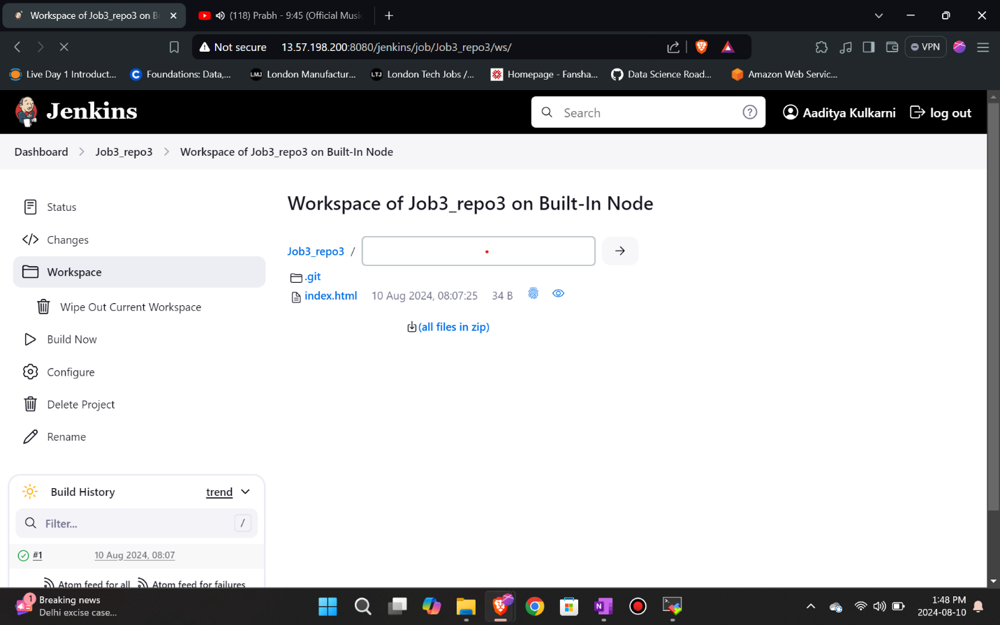 Workspace of Job3_repo3 on B
(118) Prabh - 9:45 (Official Musi
Not secure 13.57.198.200:8080/jenkins/job/Job3_repo3/ws/
VPN
Live Day 1 Introduct... Foundations: Data,... LMJ London Manufactur... LTJ London Tech Jobs /... Homepage - Fansha... Data Science Road... Amazon Web Servic...
Jenkins
Search
Aaditya Kulkarni
log out
Dashboard > Job3_repo3 > Workspace of Job3_repo3 on Built-In Node
Status
Changes
Workspace
Wipe Out Current Workspace
Build Now
Configure
Delete Project
Rename
Workspace of Job3_repo3 on Built-In Node
Job3_repo3 /
.git
index.html 10 Aug 2024, 08:07:25 34 B
(all files in zip)
Build History trend
Filter... /
#1 10 Aug 2024, 08:07
Atom feed for all Atom feed for failures
1
Breaking news
Delhi excise case...
1:48 PM
2024-08-10